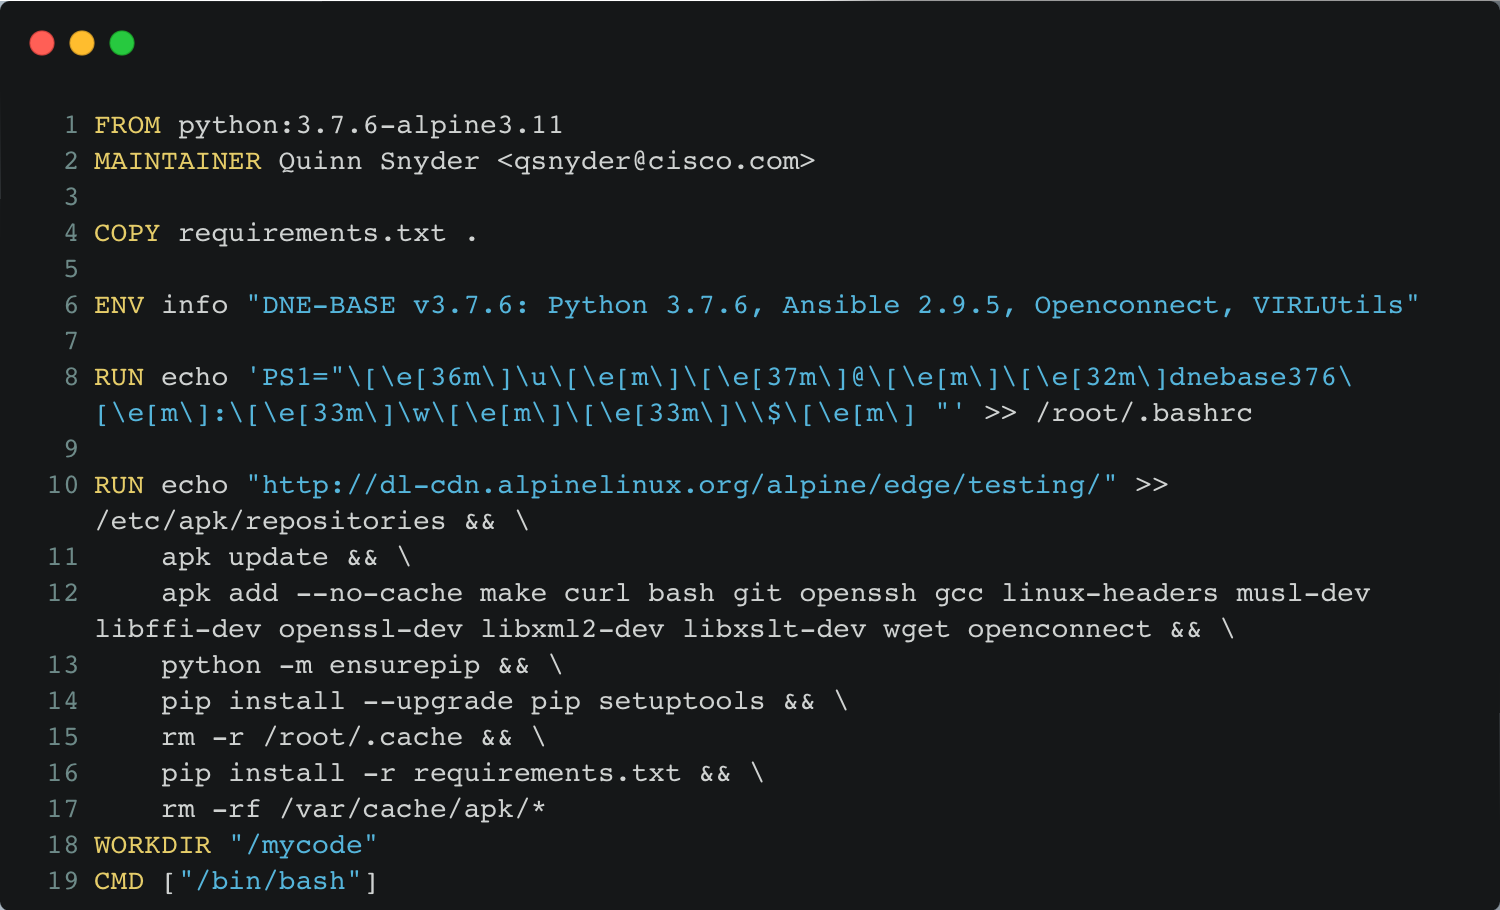 1 FROM python:3.7.6-alpine3.11
2 MAINTAINER Quinn Snyder <qsnyder@cisco.com>
3
4 COPY requirements.txt .
5
6 ENV info "DNE-BASE v3.7.6: Python 3.7.6, Ansible 2.9.5, Openconnect, VIRLUtils"
7
8 RUN echo 'PS1="\[\e[36m\]\u\[\e[m\]\[\e[37m\]@\[\e[m\]\[\e[32m\]dnebase376\
[\e[m\]:\[\e[33m\]\w\[\e[m\]\[\e[33m\]\\$\[\e[m\] "' >> /root/.bashrc
9
10 RUN echo "http://dl-cdn.alpinelinux.org/alpine/edge/testing/" >>
/etc/apk/repositories && \
11     apk update && \
12     apk add --no-cache make curl bash git openssh gcc linux-headers musl-dev
libffi-dev openssl-dev libxml2-dev libxslt-dev wget openconnect && \
13     python -m ensurepip && \
14     pip install --upgrade pip setuptools && \
15     rm -r /root/.cache && \
16     pip install -r requirements.txt && \
17     rm -rf /var/cache/apk/*
18 WORKDIR "/mycode"
19 CMD ["/bin/bash"]